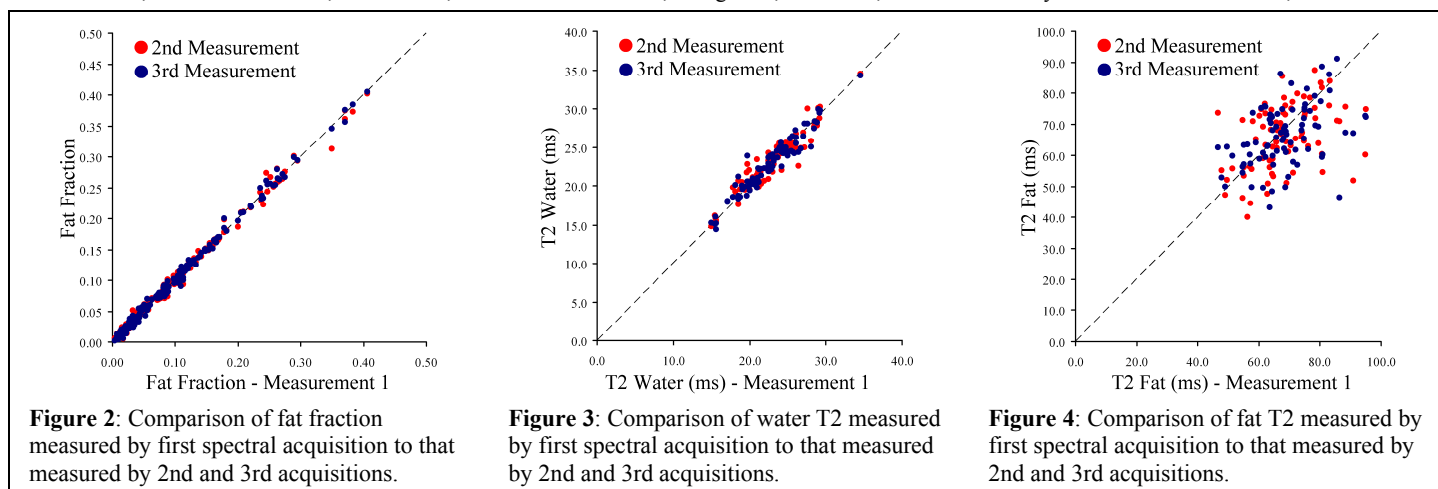 0.50
0.40
0.30
0.20
0.15
0.10
0.05
0.00
Fat Fraction
2nd Measurement
3rd Measurement
0.00 0.10 0.20 0.30 0.40 0.50
Fat Fraction - Measurement 1
Figure 2: Comparison of fat fraction
measured by first spectral acquisition to that
measured by 2nd and 3rd acquisitions.
40.0
35.0
30.0
25.0
20.0
15.0
10.0
5.0
0.0
T2 Water (ms)
2nd Measurement
3rd Measurement
0.0 10.0 20.0 30.0 40.0
T2 Water (ms) - Measurement 1
Figure 3: Comparison of water T2 measured
by first spectral acquisition to that measured
by 2nd and 3rd acquisitions.
100.0
90.0
80.0
70.0
60.0
50.0
40.0
30.0
20.0
10.0
0.0
T2 Fat (ms)
2nd Measurement
3rd Measurement
0.0 20.0 40.0 60.0 80.0 100.0
T2 Fat (ms) - Measurement 1
Figure 4: Comparison of fat T2 measured by
first spectral acquisition to that measured by
2nd and 3rd acquisitions.